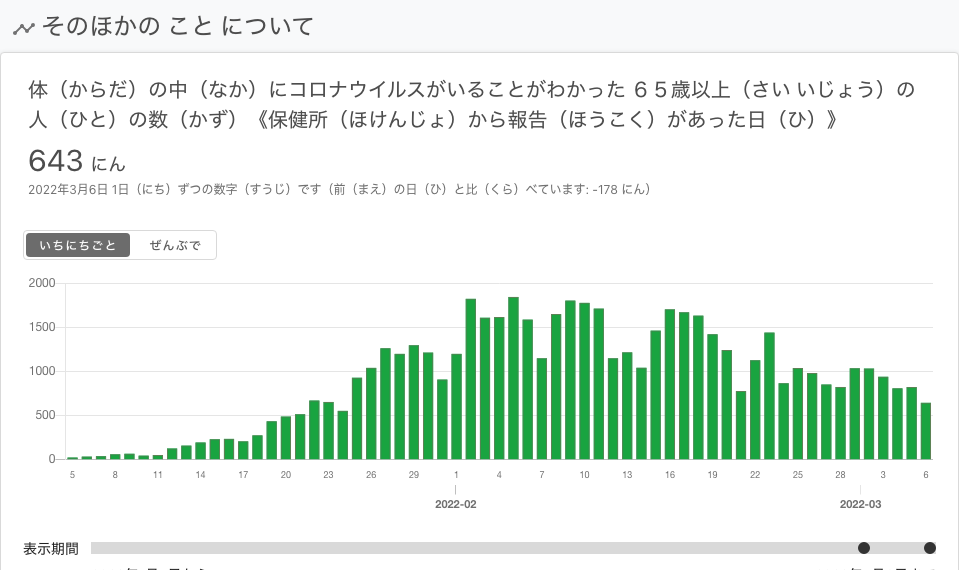 そのほかの こと について
体（からだ）の中（なか）にコロナウイルスがいることがわかった ６５歳以上（さい いじょう）の
人（ひと）の数（かず）《保健所（ほけんじょ）から報告（ほうこく）があった日（ひ）》
643 にん
2022年3月6日 1日（にち）ずつの数字（すうじ）です（前（まえ）の日（ひ）と比（くら）べています: -178 にん）
いちにちごと ぜんぶで
2000
1500
1000
500
0
5 8 11 14 17 20 23 26 29 1 4 7 10 13 16 19 22 25 28 3 6
2022-02 2022-03
表示期間